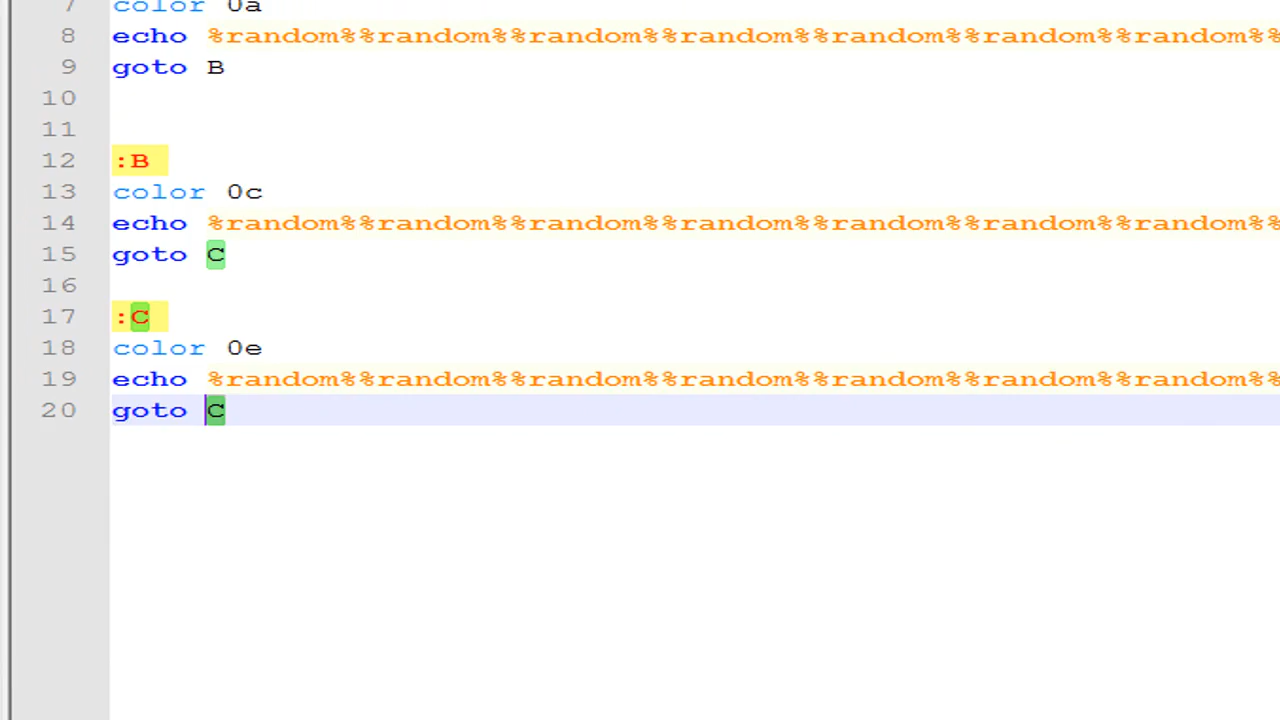 7 color 0a
8 echo %random%%random%%random%%random%%random%%random%%random%%
9 goto B
10
11
12 :B
13 color 0c
14 echo %random%%random%%random%%random%%random%%random%%random%%
15 goto C
16
17 :C
18 color 0e
19 echo %random%%random%%random%%random%%random%%random%%random%%
20 goto C